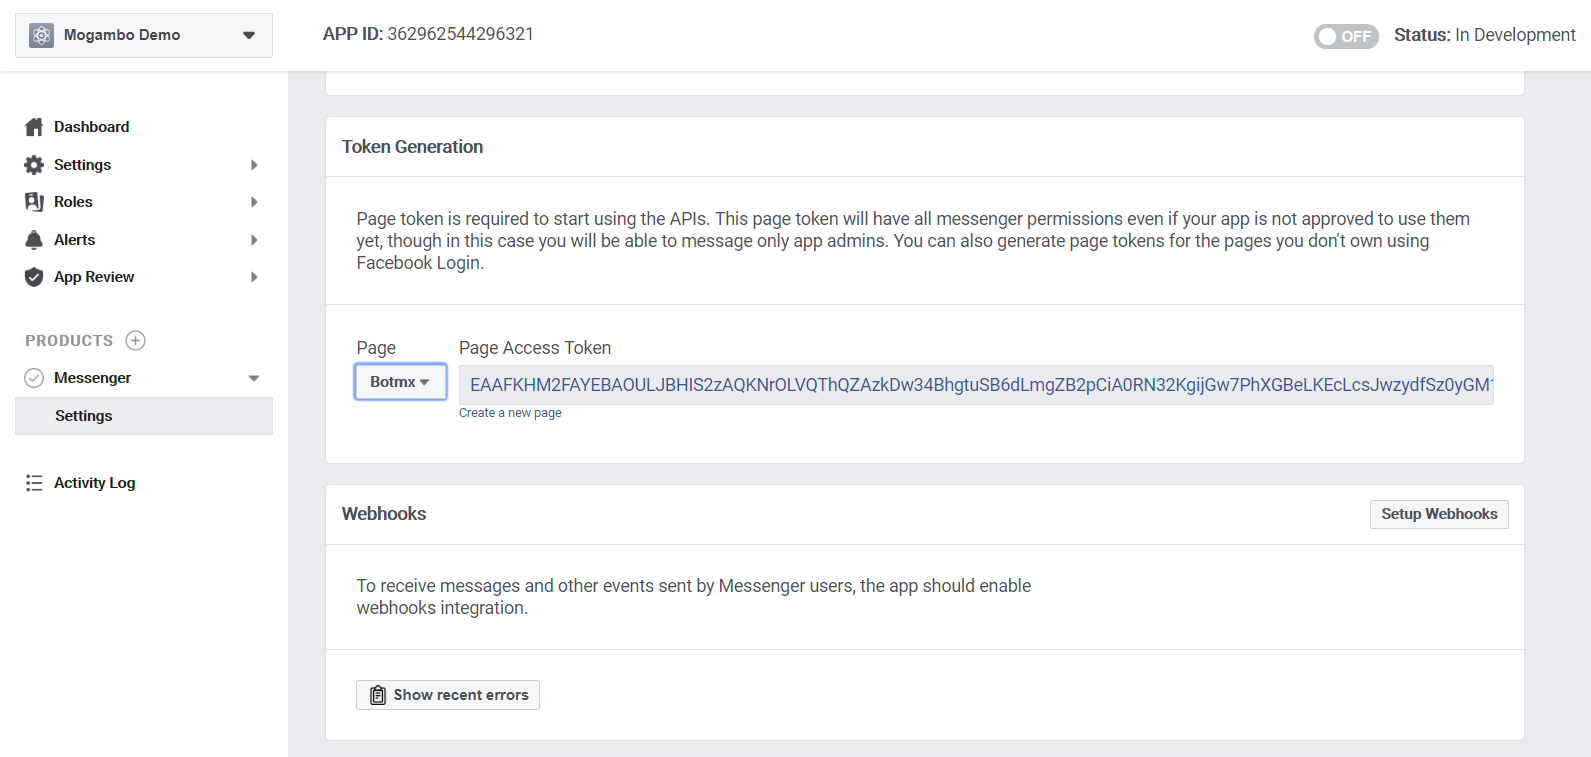 Mogambo Demo
APP ID: 362962544296321
OFF
Status: In Development
Dashboard
Settings
Roles
Alerts
App Review
PRODUCTS
Messenger
Settings
Activity Log
Token Generation
Page token is required to start using the APIs. This page token will have all messenger permissions even if your app is not approved to use them
yet, though in this case you will be able to message only app admins. You can also generate page tokens for the pages you don't own using
Facebook Login.
Page
Page Access Token
Botmx
EAAFKHM2FAYEBAOULJBHIS2zAQKNrOLVQThQZAzkDw34BhgtuSB6dLmgZB2pCiA0RN32KgijGw7PhXGBeLKEcLcsJwzydfSz0yGM1
Create a new page
Webhooks
Setup Webhooks
To receive messages and other events sent by Messenger users, the app should enable
webhooks integration.
Show recent errors